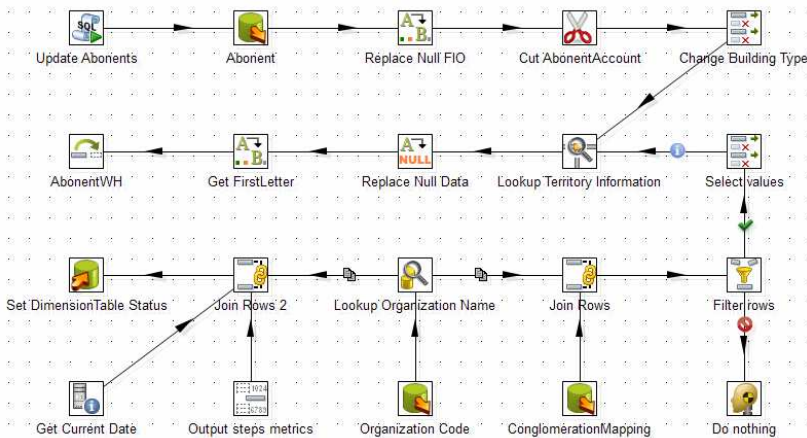 SQL
A B.
A B.
NULL
1024
6789
Update Abonents
Abonent
Replace Null FIO
Cut AbonentAccount
Change Building Type
AbonentWH
Get FirstLetter
Replace Null Data
Lookup Territory Information
Select values
Set DimensionTable Status
Join Rows 2
Lookup Organization Name
Join Rows
Filter rows
Get Current Date
Output steps metrics
Organization Code
ConglomerationMapping
Do nothing